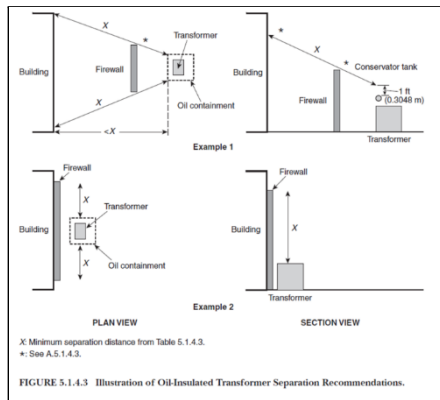 Transformer
X
*
Building
Firewall
X
Oil containment
<X
*
X
Conservator tank
Building
1 ft
(0.3048 m)
Firewall
Transformer
Example 1
Firewall
X
Transformer
Building
X
Oil containment
Firewall
Building
X
Transformer
Example 2
PLAN VIEW
SECTION VIEW
X: Minimum separation distance from Table 5.1.4.3.
*: See A.5.1.4.3.
FIGURE 5.1.4.3 Illustration of Oil-Insulated Transformer Separation Recommendations.